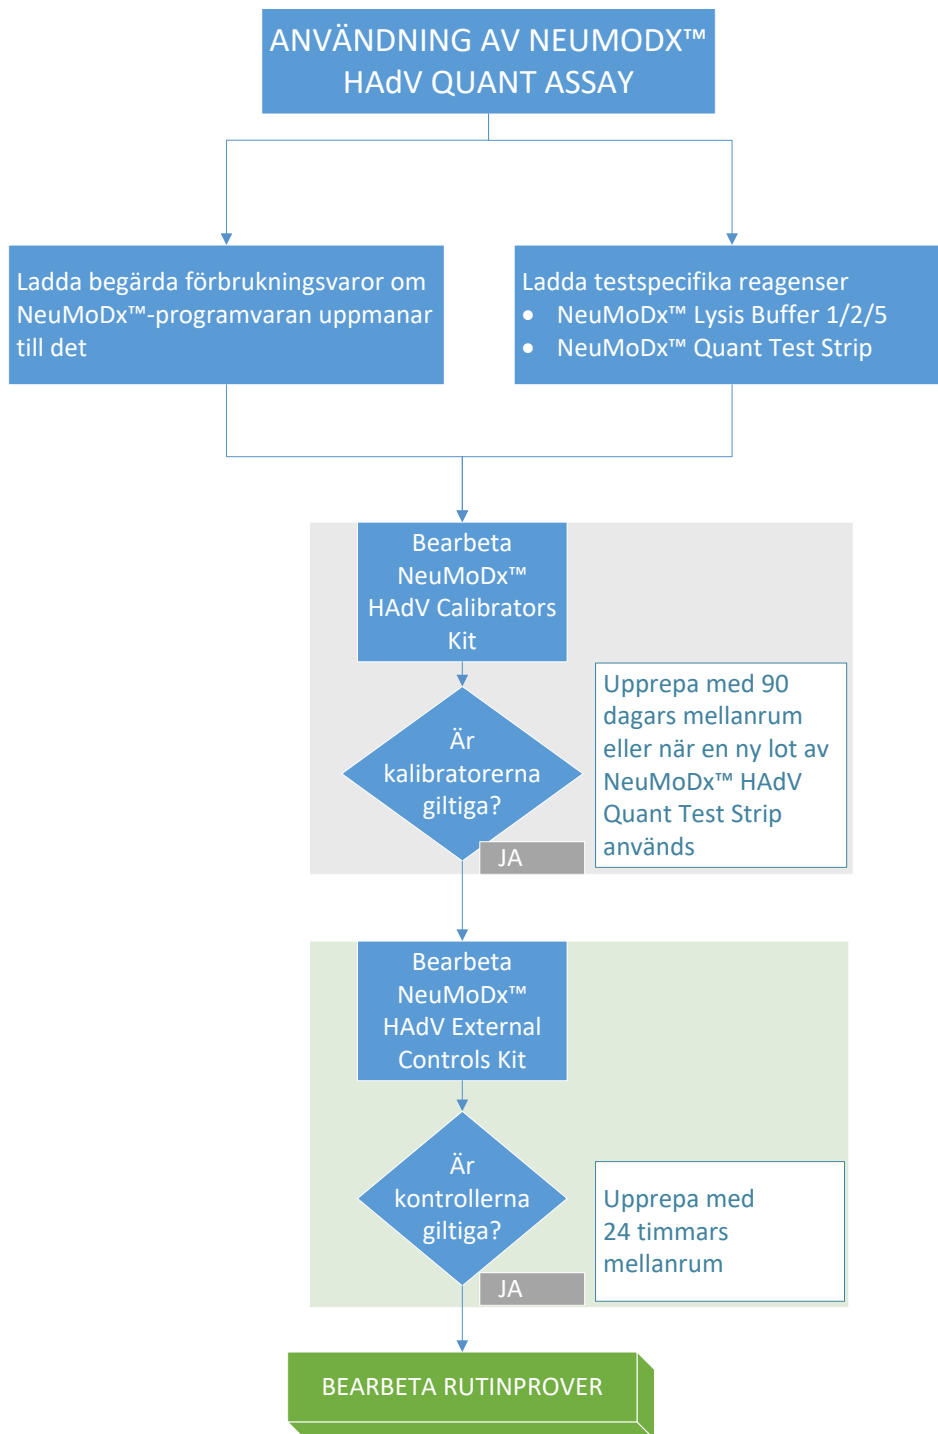 ANVÄNDNING AV NEUMODX™
HAdV QUANT ASSAY
Ladda begärda förbrukningsvaror om
NeuMoDx™-programvaran uppmanar
till det
Ladda testspecifika reagenser
• NeuMoDx™ Lysis Buffer 1/2/5
• NeuMoDx™ Quant Test Strip
Bearbeta
NeuMoDx™
HAdV Calibrators
Kit
Är
kalibratorerna
giltiga?
JA
Upprepa med 90
dagars mellanrum
eller när en ny lot av
NeuMoDx™ HAdV
Quant Test Strip
används
Bearbeta
NeuMoDx™
HAdV External
Controls Kit
Är
kontrollerna
giltiga?
JA
Upprepa med
24 timmars
mellanrum
BEARBETA RUTINPROVER